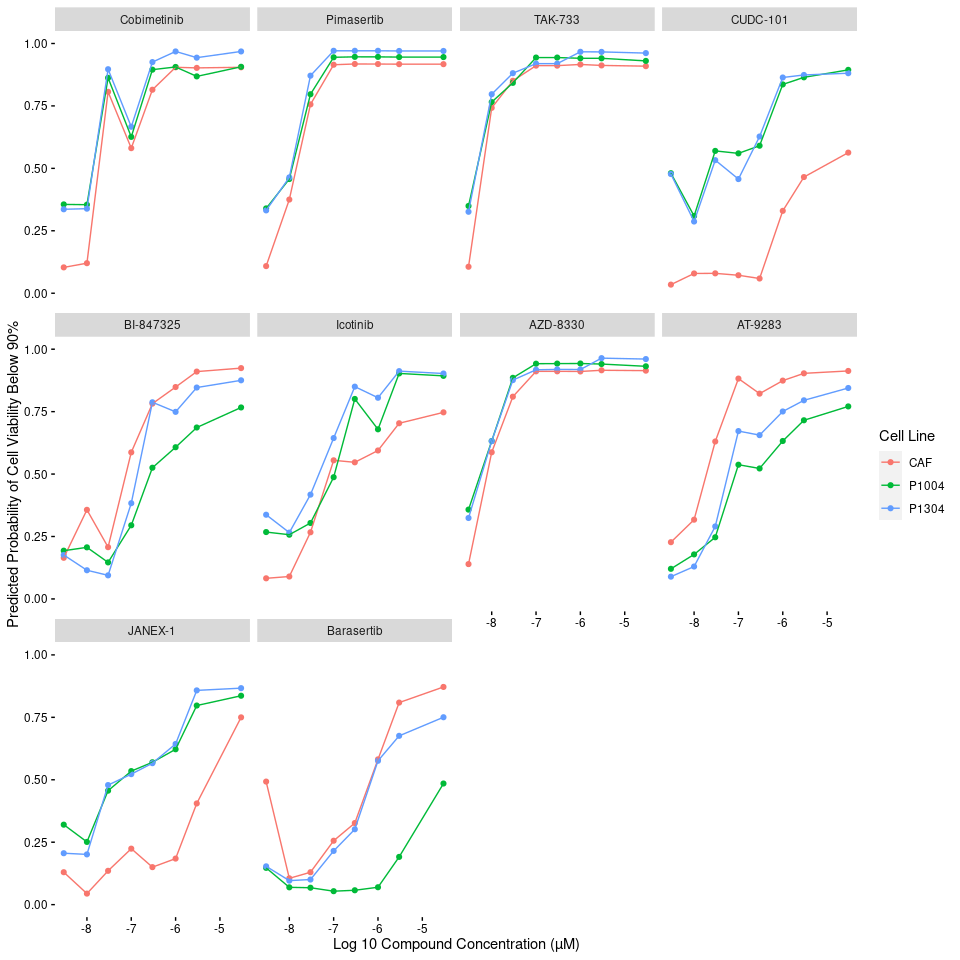 Cobimetinib Pimasertib TAK-733 CUDC-101
1.00
0.75
0.50
0.25
0.00
BI-847325 Icotinib AZD-8330 AT-9283
1.00
0.75
0.50
0.25
0.00
-8 -7 -6 -5 -8 -7 -6 -5
JANEX-1 Barasertib
1.00
0.75
0.50
0.25
0.00
-8 -7 -6 -5 -8 -7 -6 -5
Log 10 Compound Concentration (μM)
Predicted Probability of Cell Viability Below 90%
Cell Line
CAF
P1004
P1304